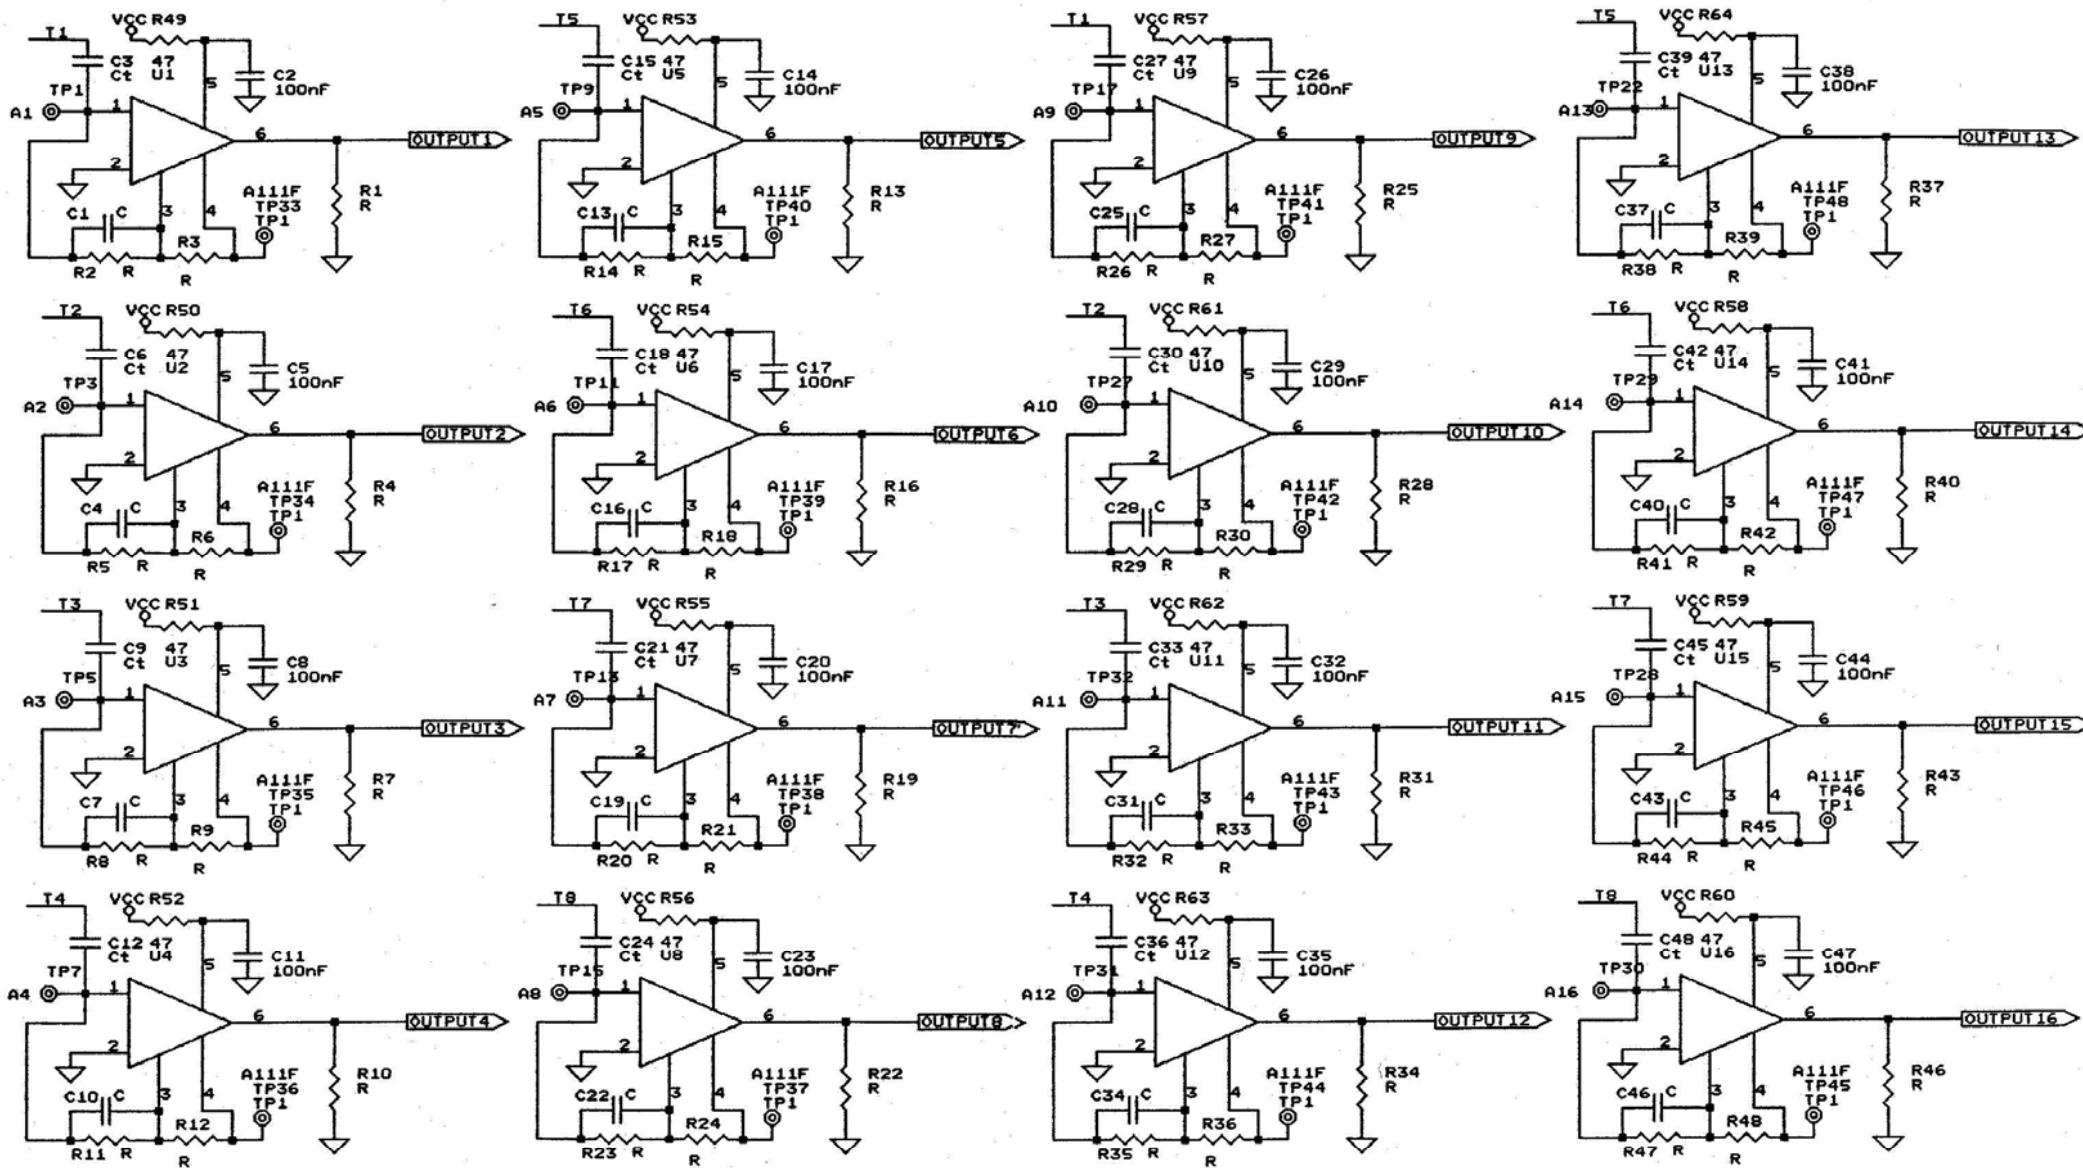 T1
VCC R49
C3 47
Ct U1
5
C2
100nF
TP1
A1
1
2
6
OUTPUT1
3
4
A111F
TP33
TP1
R1
R
C1 C
R3
R2 R
R
T5
VCC R53
C15 47
Ct U5
5
C14
100nF
TP9
A5
1
2
6
OUTPUT5
3
4
A111F
TP40
TP1
R13
R
C13 C
R15
R14 R
R
T1
VCC R57
C27 47
Ct U9
5
C26
100nF
TP17
A9
1
2
6
OUTPUT9
3
4
A111F
TP41
TP1
R25
R
C25 C
R27
R26 R
R
T5
VCC R64
C39 47
Ct U13
5
C38
100nF
TP22
A13
1
2
6
OUTPUT13
3
4
A111F
TP48
TP1
R37
R
C37 C
R39
R38 R
R
T2
VCC R50
C6 47
Ct U2
5
C5
100nF
TP3
A2
1
2
6
OUTPUT2
3
4
A111F
TP34
TP1
R4
R
C4 C
R6
R5 R
R
T6
VCC R54
C18 47
Ct U6
5
C17
100nF
TP11
A6
1
2
6
OUTPUT6
3
4
A111F
TP39
TP1
R16
R
C16 C
R18
R17 R
R
T2
VCC R61
C30 47
Ct U10
5
C29
100nF
TP27
A10
1
2
6
OUTPUT10
3
4
A111F
TP42
TP1
R28
R
C28 C
R30
R29 R
R
T6
VCC R58
C42 47
Ct U14
5
C41
100nF
TP29
A14
1
2
6
OUTPUT14
3
4
A111F
TP47
TP1
R40
R
C40 C
R42
R41 R
R
T3
VCC R51
C9 47
Ct U3
5
C8
100nF
TP5
A3
1
2
6
OUTPUT3
3
4
A111F
TP35
TP1
R7
R
C7 C
R9
R8 R
R
T7
VCC R55
C21 47
Ct U7
5
C20
100nF
TP13
A7
1
2
6
OUTPUT7
3
4
A111F
TP38
TP1
R19
R
C19 C
R21
R20 R
R
T3
VCC R62
C33 47
Ct U11
5
C32
100nF
TP32
A11
1
2
6
OUTPUT11
3
4
A111F
TP43
TP1
R31
R
C31 C
R33
R32 R
R
T7
VCC R59
C45 47
Ct U15
5
C44
100nF
TP28
A15
1
2
6
OUTPUT15
3
4
A111F
TP46
TP1
R43
R
C43 C
R45
R44 R
R
T4
VCC R52
C12 47
Ct U4
5
C11
100nF
TP7
A4
1
2
6
OUTPUT4
3
4
A111F
TP36
TP1
R10
R
C10 C
R12
R11 R
R
T8
VCC R56
C24 47
Ct U8
5
C23
100nF
TP15
A8
1
2
6
OUTPUT8
3
4
A111F
TP37
TP1
R22
R
C22 C
R24
R23 R
R
T4
VCC R63
C36 47
Ct U12
5
C35
100nF
TP31
A12
1
2
6
OUTPUT12
3
4
A111F
TP44
TP1
R34
R
C34 C
R36
R35 R
R
T8
VCC R60
C48 47
Ct U16
5
C47
100nF
TP30
A16
1
2
6
OUTPUT16
3
4
A111F
TP45
TP1
R46
R
C46 C
R48
R47 R
R